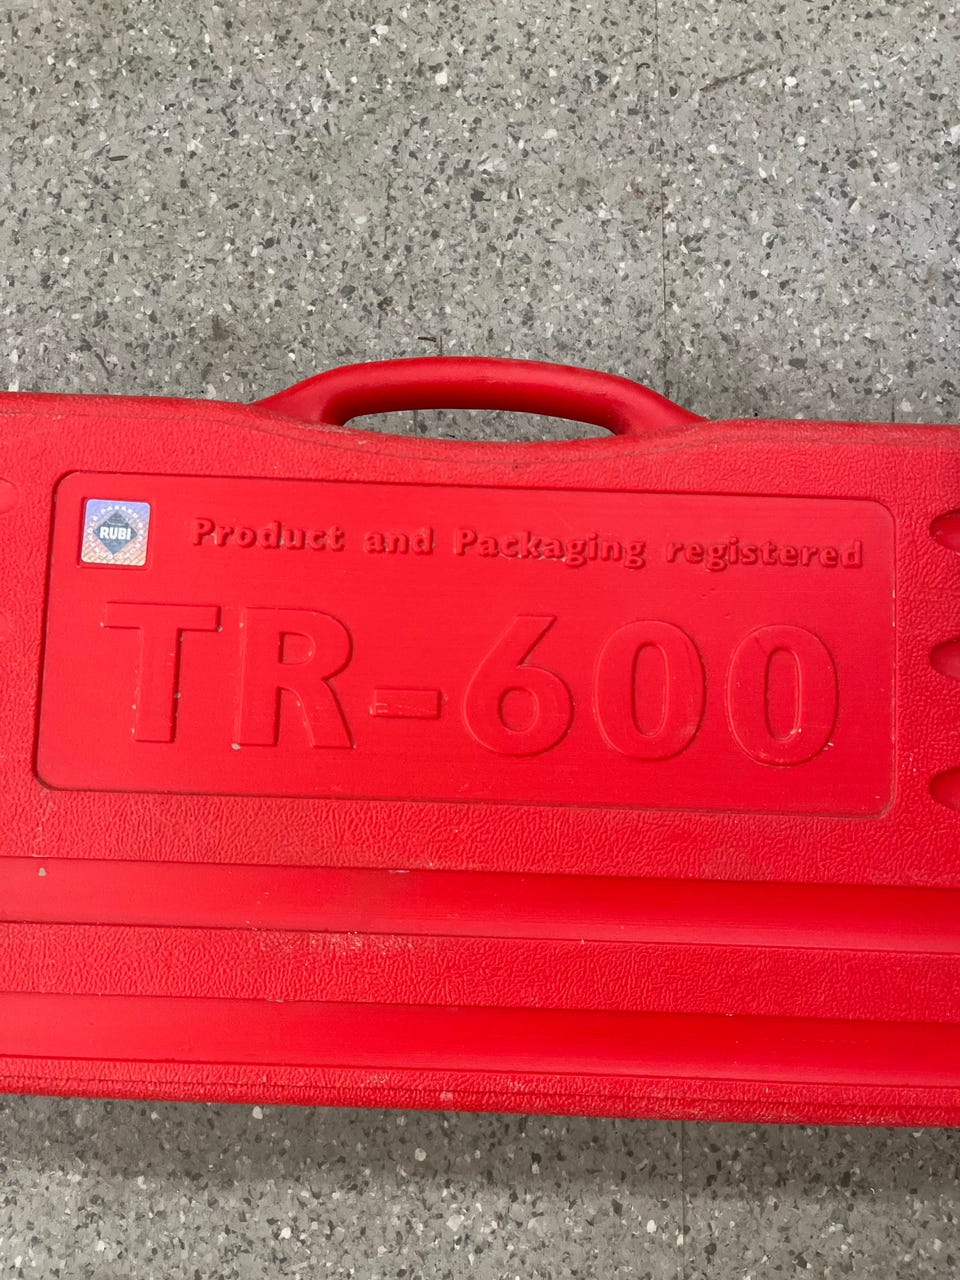 RUBI
Product and Packaging registered
TR-600